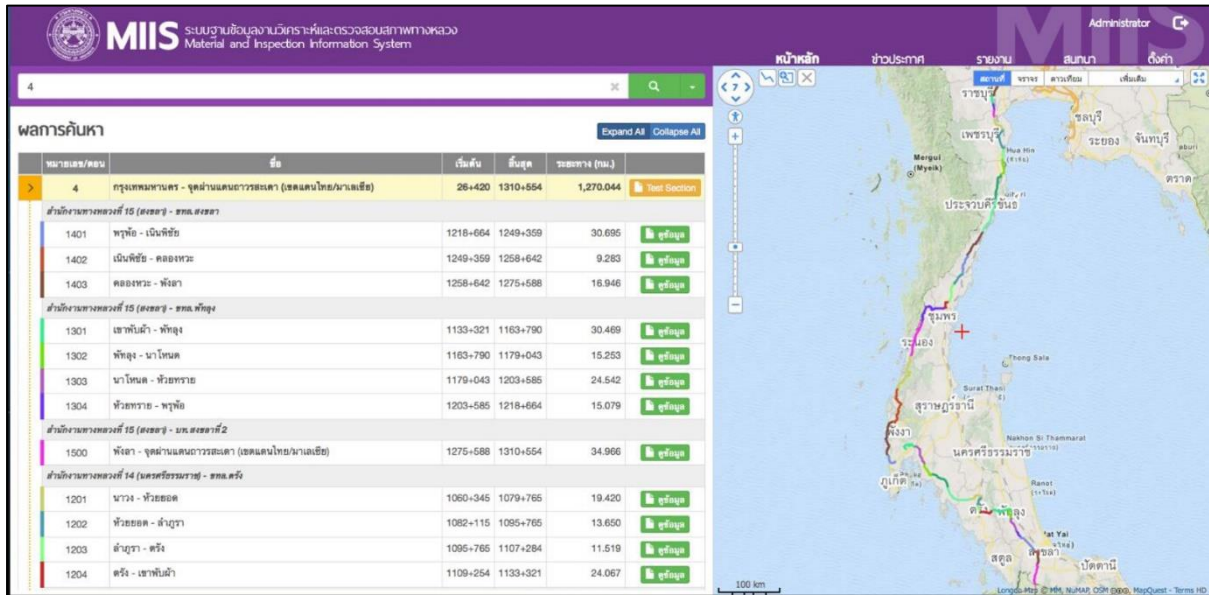 MIIS
ระบบฐานข้อมูลงานวิเคราะห์และตรวจสอบสภาพทางหลวง
Material and Inspection Information System
Administrator
MIIS
หน้าหลัก ข่าวประกาศ รายงาน สนทนา ตั้งค่า
4
ผลการค้นหา
Expand All Collapse All
หมายเลข/ตอน ชื่อ เริ่มต้น สิ้นสุด ระยะทาง (กม.)
4 กรุงเทพมหานคร - จุดผ่านแดนถาวรสะเดา (เขตแดนไทย/มาเลเซีย) 26+420 1310+554 1,270.044 Test Section
สำนักงานทางหลวงที่ 15 (สงขลา) - ขทล.สงขลา
1401 พรุพ้อ - เนินพิชัย 1218+664 1249+359 30.695 ดูข้อมูล
1402 เนินพิชัย - คลองหวะ 1249+359 1258+642 9.283 ดูข้อมูล
1403 คลองหวะ - พังลา 1258+642 1275+588 16.946 ดูข้อมูล
สำนักงานทางหลวงที่ 15 (สงขลา) - ขทล.พัทลุง
1301 เขาพับผ้า - พัทลุง 1133+321 1163+790 30.469 ดูข้อมูล
1302 พัทลุง - นาโหนด 1163+790 1179+043 15.253 ดูข้อมูล
1303 นาโหนด - ห้วยทราย 1179+043 1203+585 24.542 ดูข้อมูล
1304 ห้วยทราย - พรุพ้อ 1203+585 1218+664 15.079 ดูข้อมูล
สำนักงานทางหลวงที่ 15 (สงขลา) - บท.สงขลาที่ 2
1500 พังลา - จุดผ่านแดนถาวรสะเดา (เขตแดนไทย/มาเลเซีย) 1275+588 1310+554 34.966 ดูข้อมูล
สำนักงานทางหลวงที่ 14 (นครศรีธรรมราช) - ขทล.ตรัง
1201 นาวง - ห้วยยอด 1060+345 1079+765 19.420 ดูข้อมูล
1202 ห้วยยอด - ลำภูรา 1082+115 1095+765 13.650 ดูข้อมูล
1203 ลำภูรา - ตรัง 1095+765 1107+284 11.519 ดูข้อมูล
1204 ตรัง - เขาพับผ้า 1109+254 1133+321 24.067 ดูข้อมูล
7
สถานที่ จราจร ดาวเทียม เพิ่มเติม
ราชบุรี
ชลบุรี
เพชรบุรี
ระยอง จันทบุรี
Hua Hin
Mergui
(Myeik)
ตราด
ประจวบคีรีขันธ์
ชุมพร
ระนอง
Thong Sala
Surat Thani
สุราษฎร์ธานี
พังงา
Nakhon Si Thammarat
นครศรีธรรมราช
ภูเก็ต
Ranot
(ระโนด)
ตรัง พัทลุง
Hat Yai
สตูล สงขลา ปัตตานี
100 km
Longdo Map © MM, NuMAP, OSM MapQuest - Terms HD